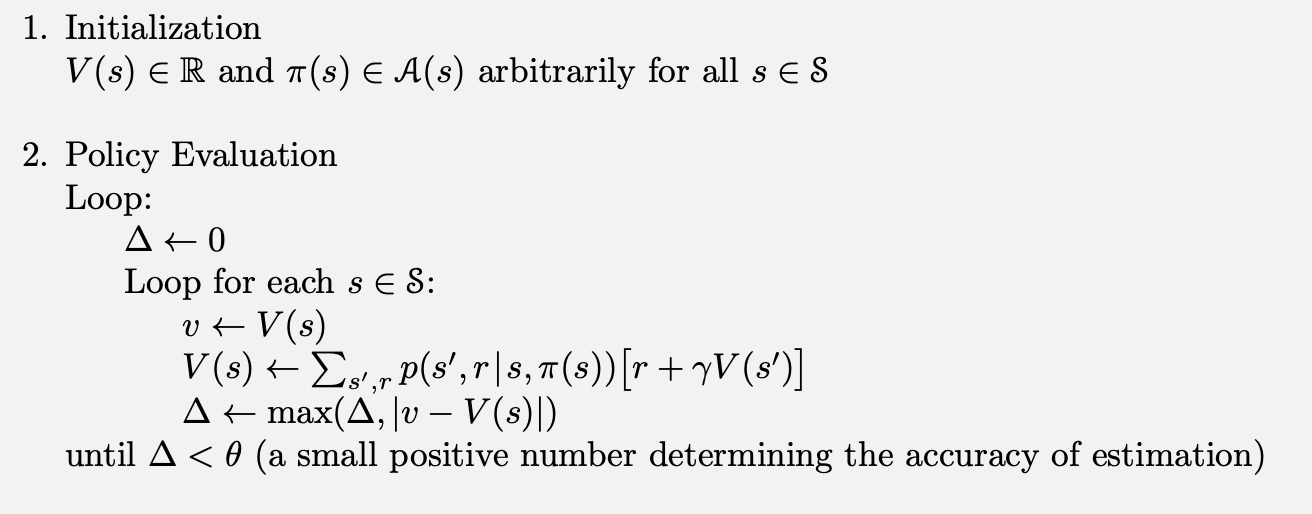 1. Initialization
V(s) ∈ ℝ and π(s) ∈ 𝒜(s) arbitrarily for all s ∈ 𝒮
2. Policy Evaluation
Loop:
Δ ← 0
Loop for each s ∈ 𝒮:
v ← V(s)
V(s) ← ∑_{s′,r} p(s′,r|s,π(s))[r + γV(s′)]
Δ ← max(Δ, |v − V(s)|)
until Δ < θ (a small positive number determining the accuracy of estimation)